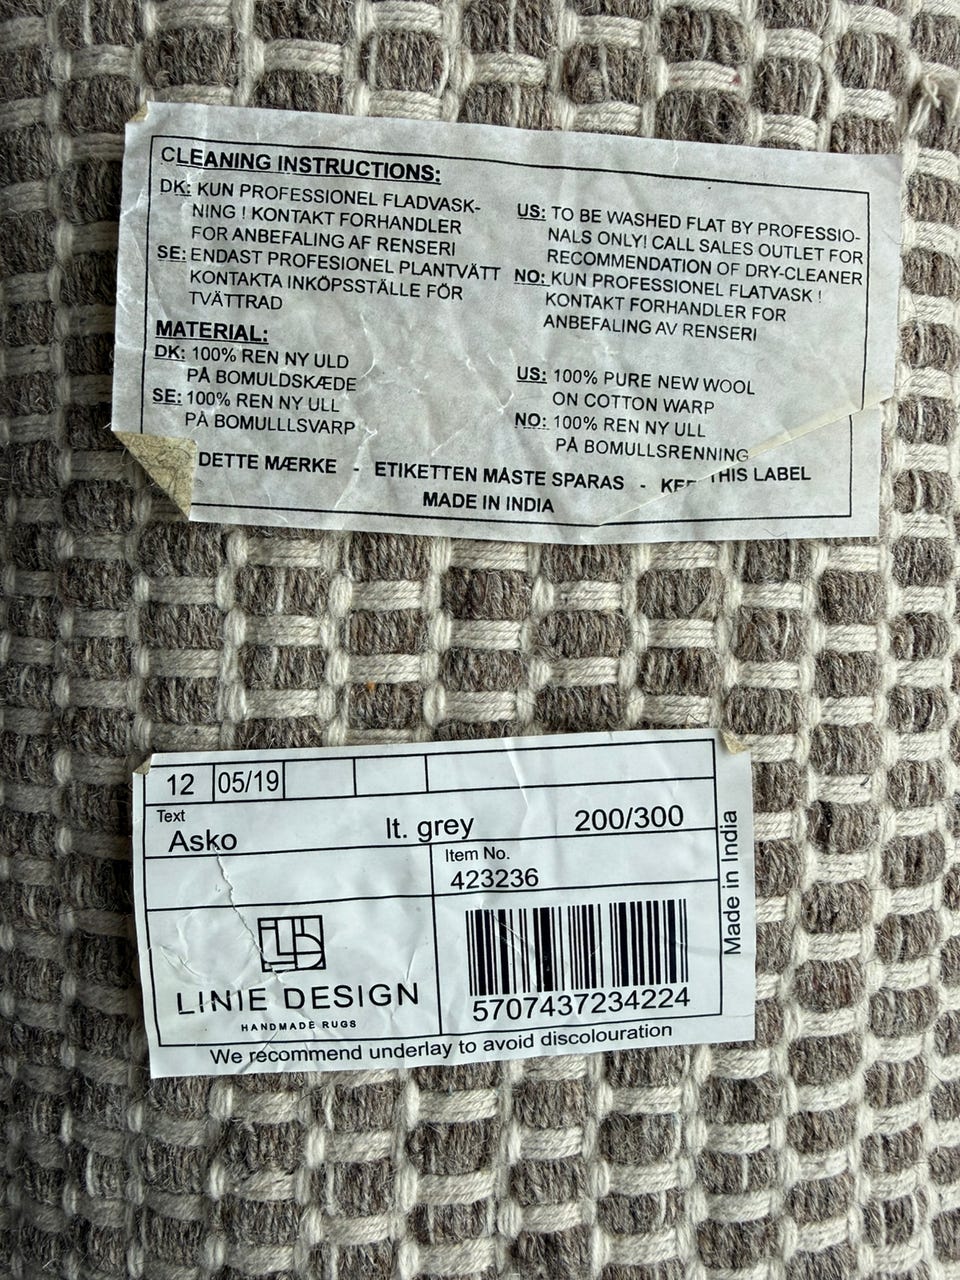 CLEANING INSTRUCTIONS:
DK: KUN PROFESSIONEL FLADVASK-
NING ! KONTAKT FORHANDLER
FOR ANBEFALING AF RENSERI
SE: ENDAST PROFESIONEL PLANTVÄTT
KONTAKTA INKÖPSSTÄLLE FÖR
TVÄTTRAD
US: TO BE WASHED FLAT BY PROFESSIO-
NALS ONLY! CALL SALES OUTLET FOR
RECOMMENDATION OF DRY-CLEANER
NO: KUN PROFESSIONEL FLATVASK !
KONTAKT FORHANDLER FOR
ANBEFALING AV RENSERI
MATERIAL:
DK: 100% REN NY ULD
PÅ BOMULDSKÆDE
SE: 100% REN NY ULL
PÅ BOMULLLSVARP
US: 100% PURE NEW WOOL
ON COTTON WARP
NO: 100% REN NY ULL
PÅ BOMULLSRENNING
DETTE MÆRKE - ETIKETTEN MÅSTE SPARAS - THIS LABEL
MADE IN INDIA
12 05/19
Text
Asko lt. grey 200/300
Item No.
423236
LINIE DESIGN
HANDMADE RUGS
5707437234224
We recommend underlay to avoid discolouration
Made in India